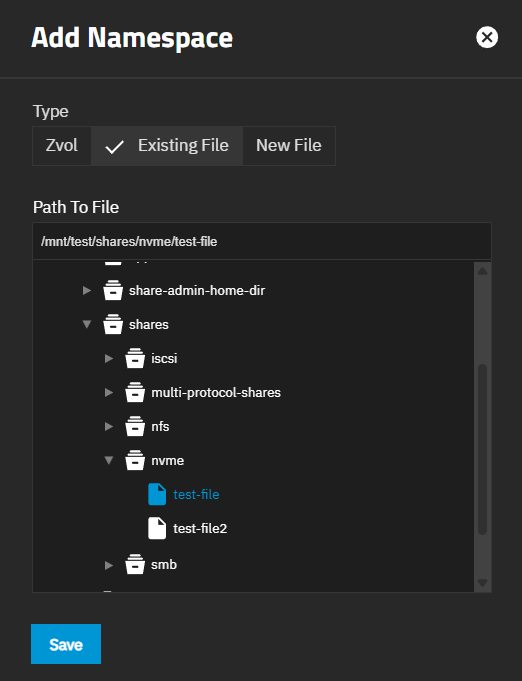 Add Namespace
Type
Zvol Existing File New File
Path To File
/mnt/test/shares/nvme/test-file
share-admin-home-dir
shares
iscsi
multi-protocol-shares
nfs
nvme
test-file
test-file2
smb
Save